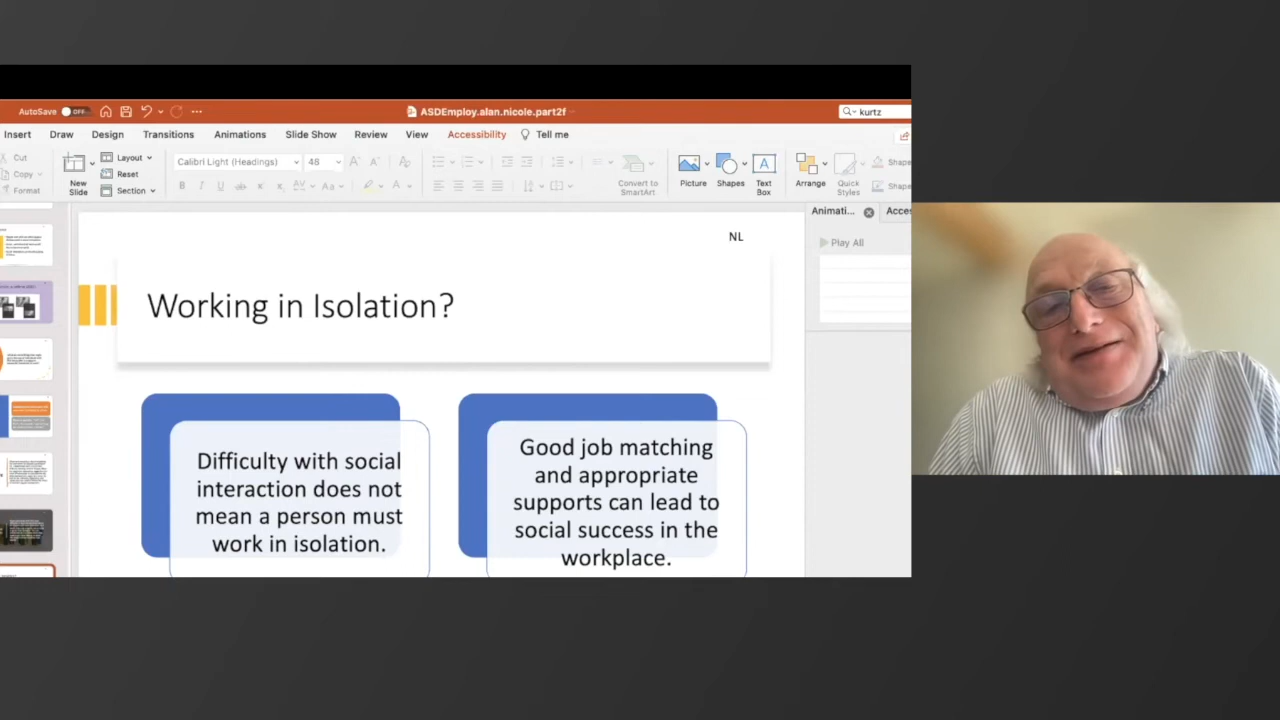 AutoSave OFF ASDEmploy.alan.nicole.part2f kurtz
Insert Draw Design Transitions Animations Slide Show Review View Accessibility Tell me
Cut
Copy
Format
New
Slide
Layout
Reset
Section
Calibri Light (Headings) 48
Convert to
SmartArt
Picture
Shapes
Text
Box
Arrange
Quick
Styles
Shape
Shape
Animati...
Acces
Play All
NL
Working in Isolation?
Difficulty with social
interaction does not
mean a person must
work in isolation.
Good job matching
and appropriate
supports can lead to
social success in the
workplace.